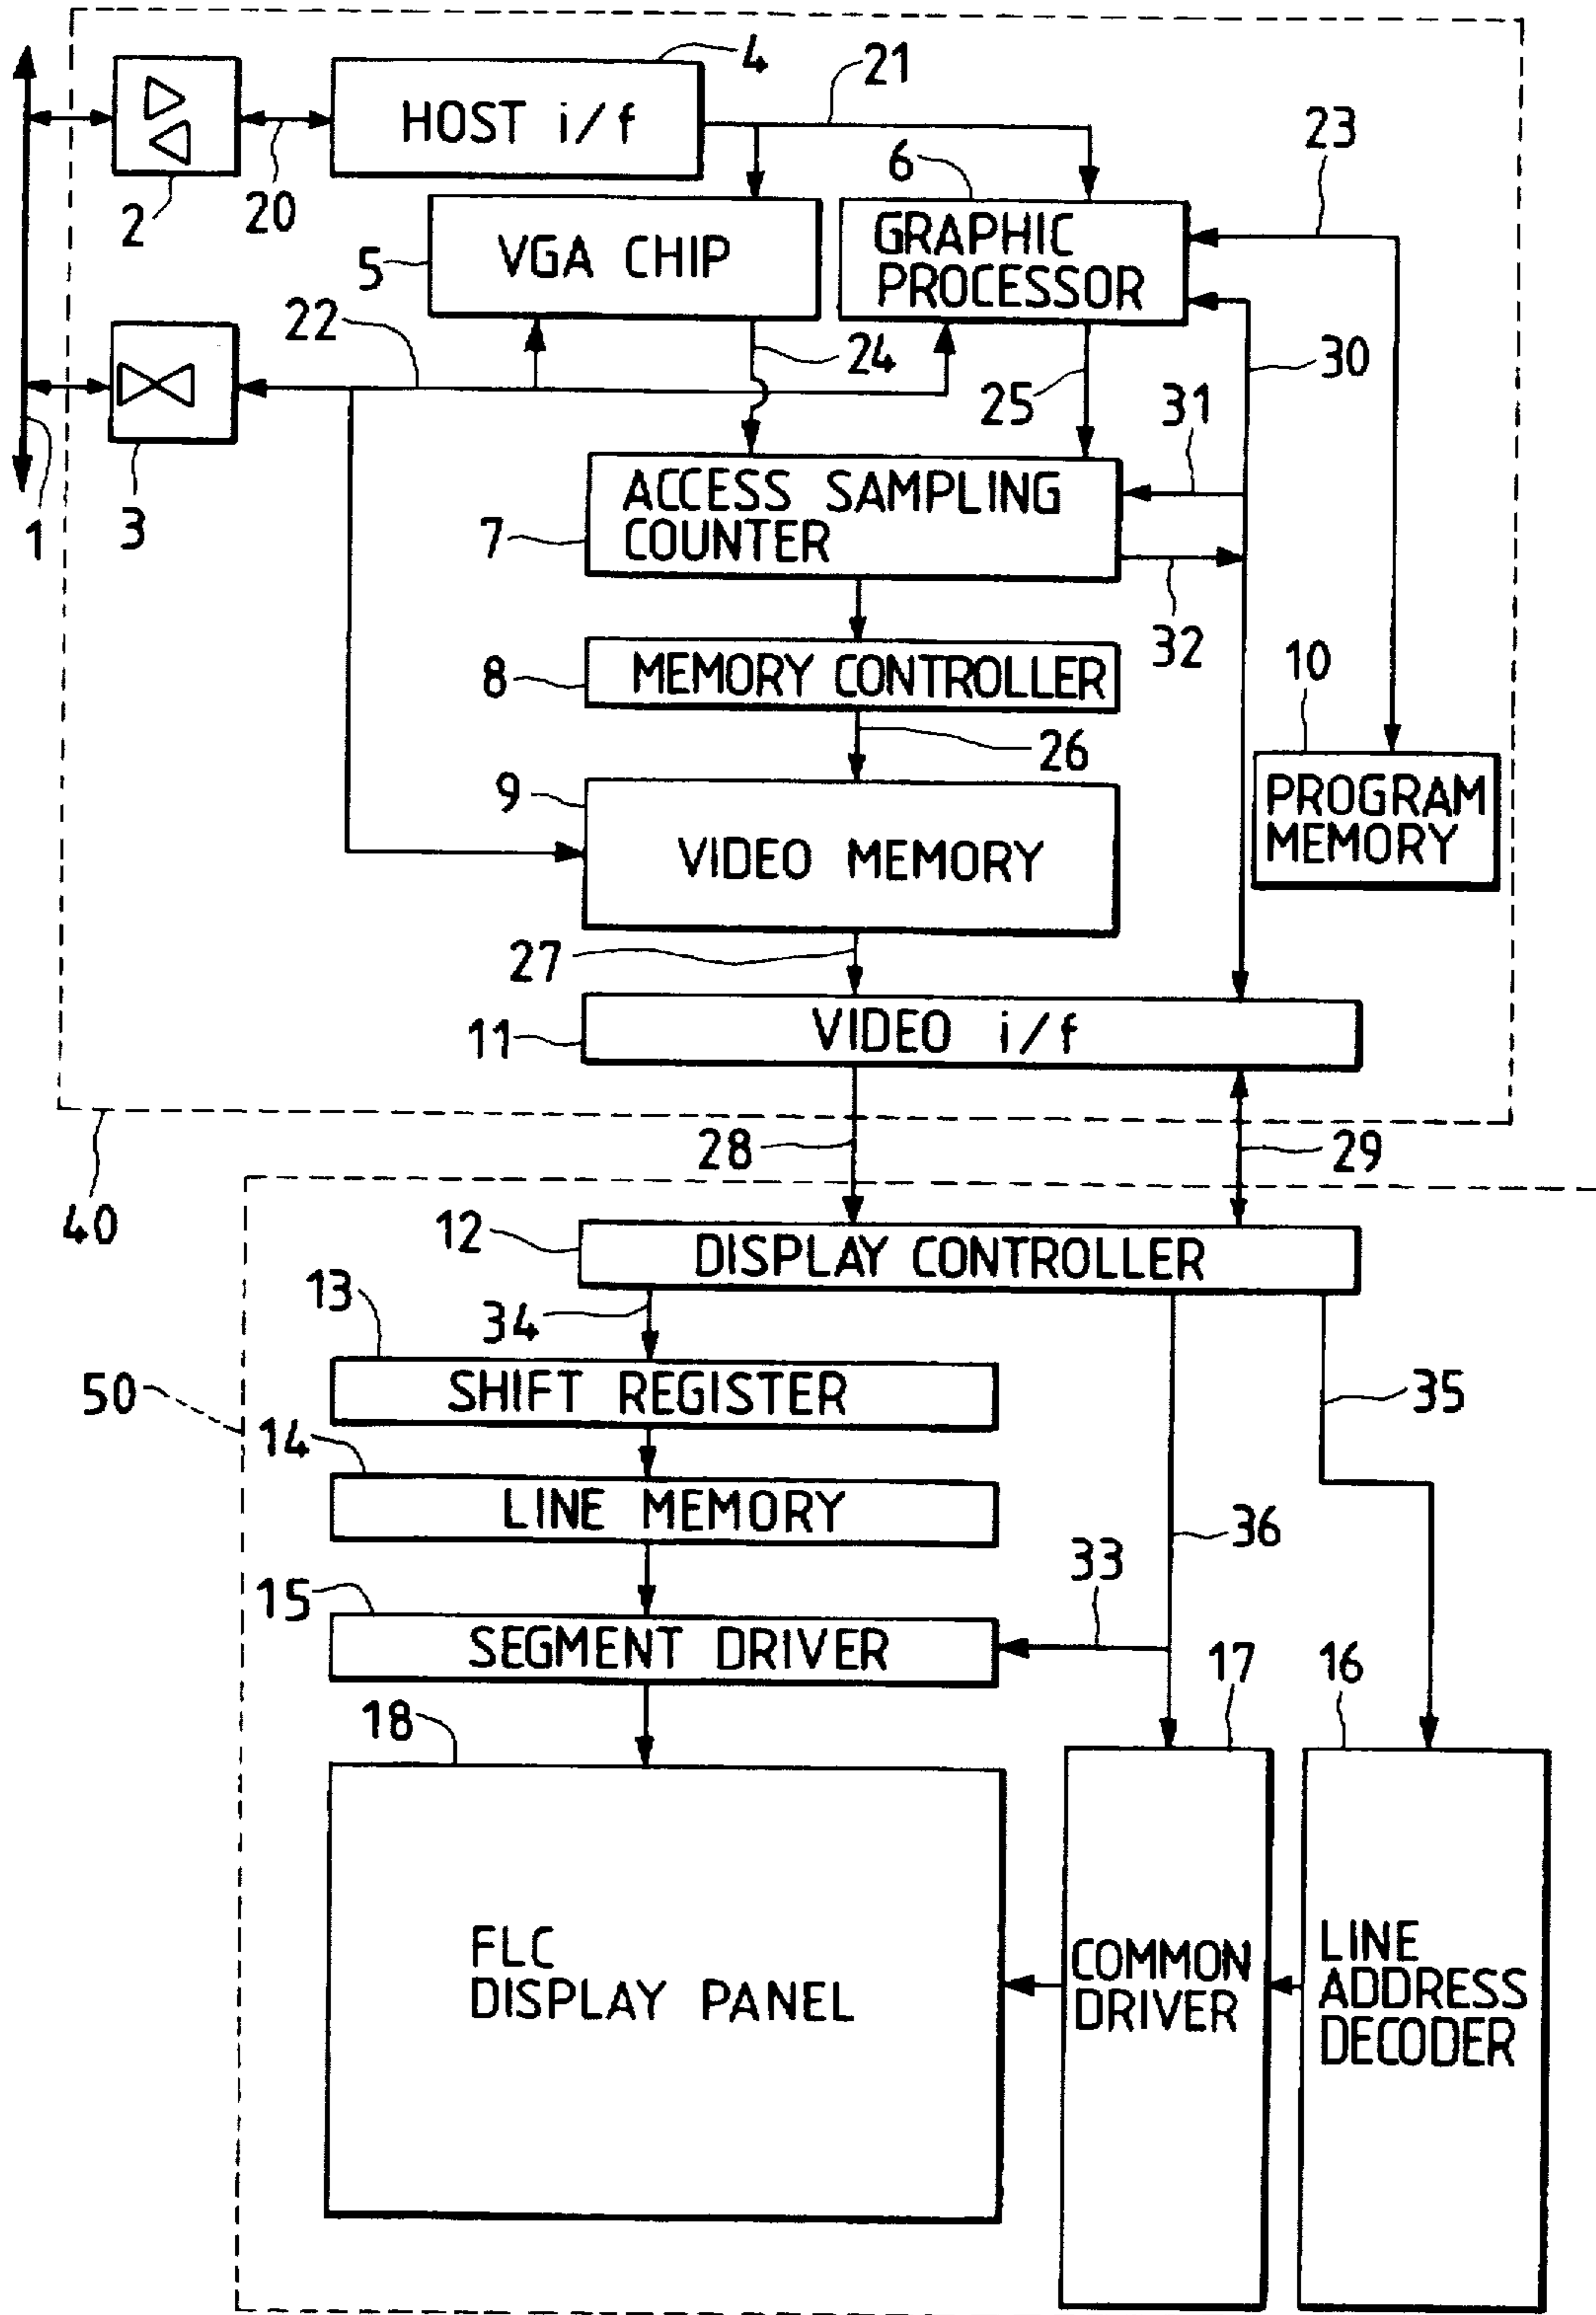 4
21
HOST i/f
23
6
2
20
GRAPHIC
PROCESSOR
VGA CHIP
5
22
24
30
25
31
ACCESS SAMPLING
COUNTER
1
3
7
32
10
MEMORY CONTROLLER
8
26
9
PROGRAM
MEMORY
VIDEO MEMORY
27
VIDEO i/f
11
28
29
40
12
DISPLAY CONTROLLER
13
34
SHIFT REGISTER
50
35
14
LINE MEMORY
36
33
15
SEGMENT DRIVER
17
16
18
FLC
DISPLAY PANEL
COMMON
DRIVER
LINE
ADDRESS
DECODER